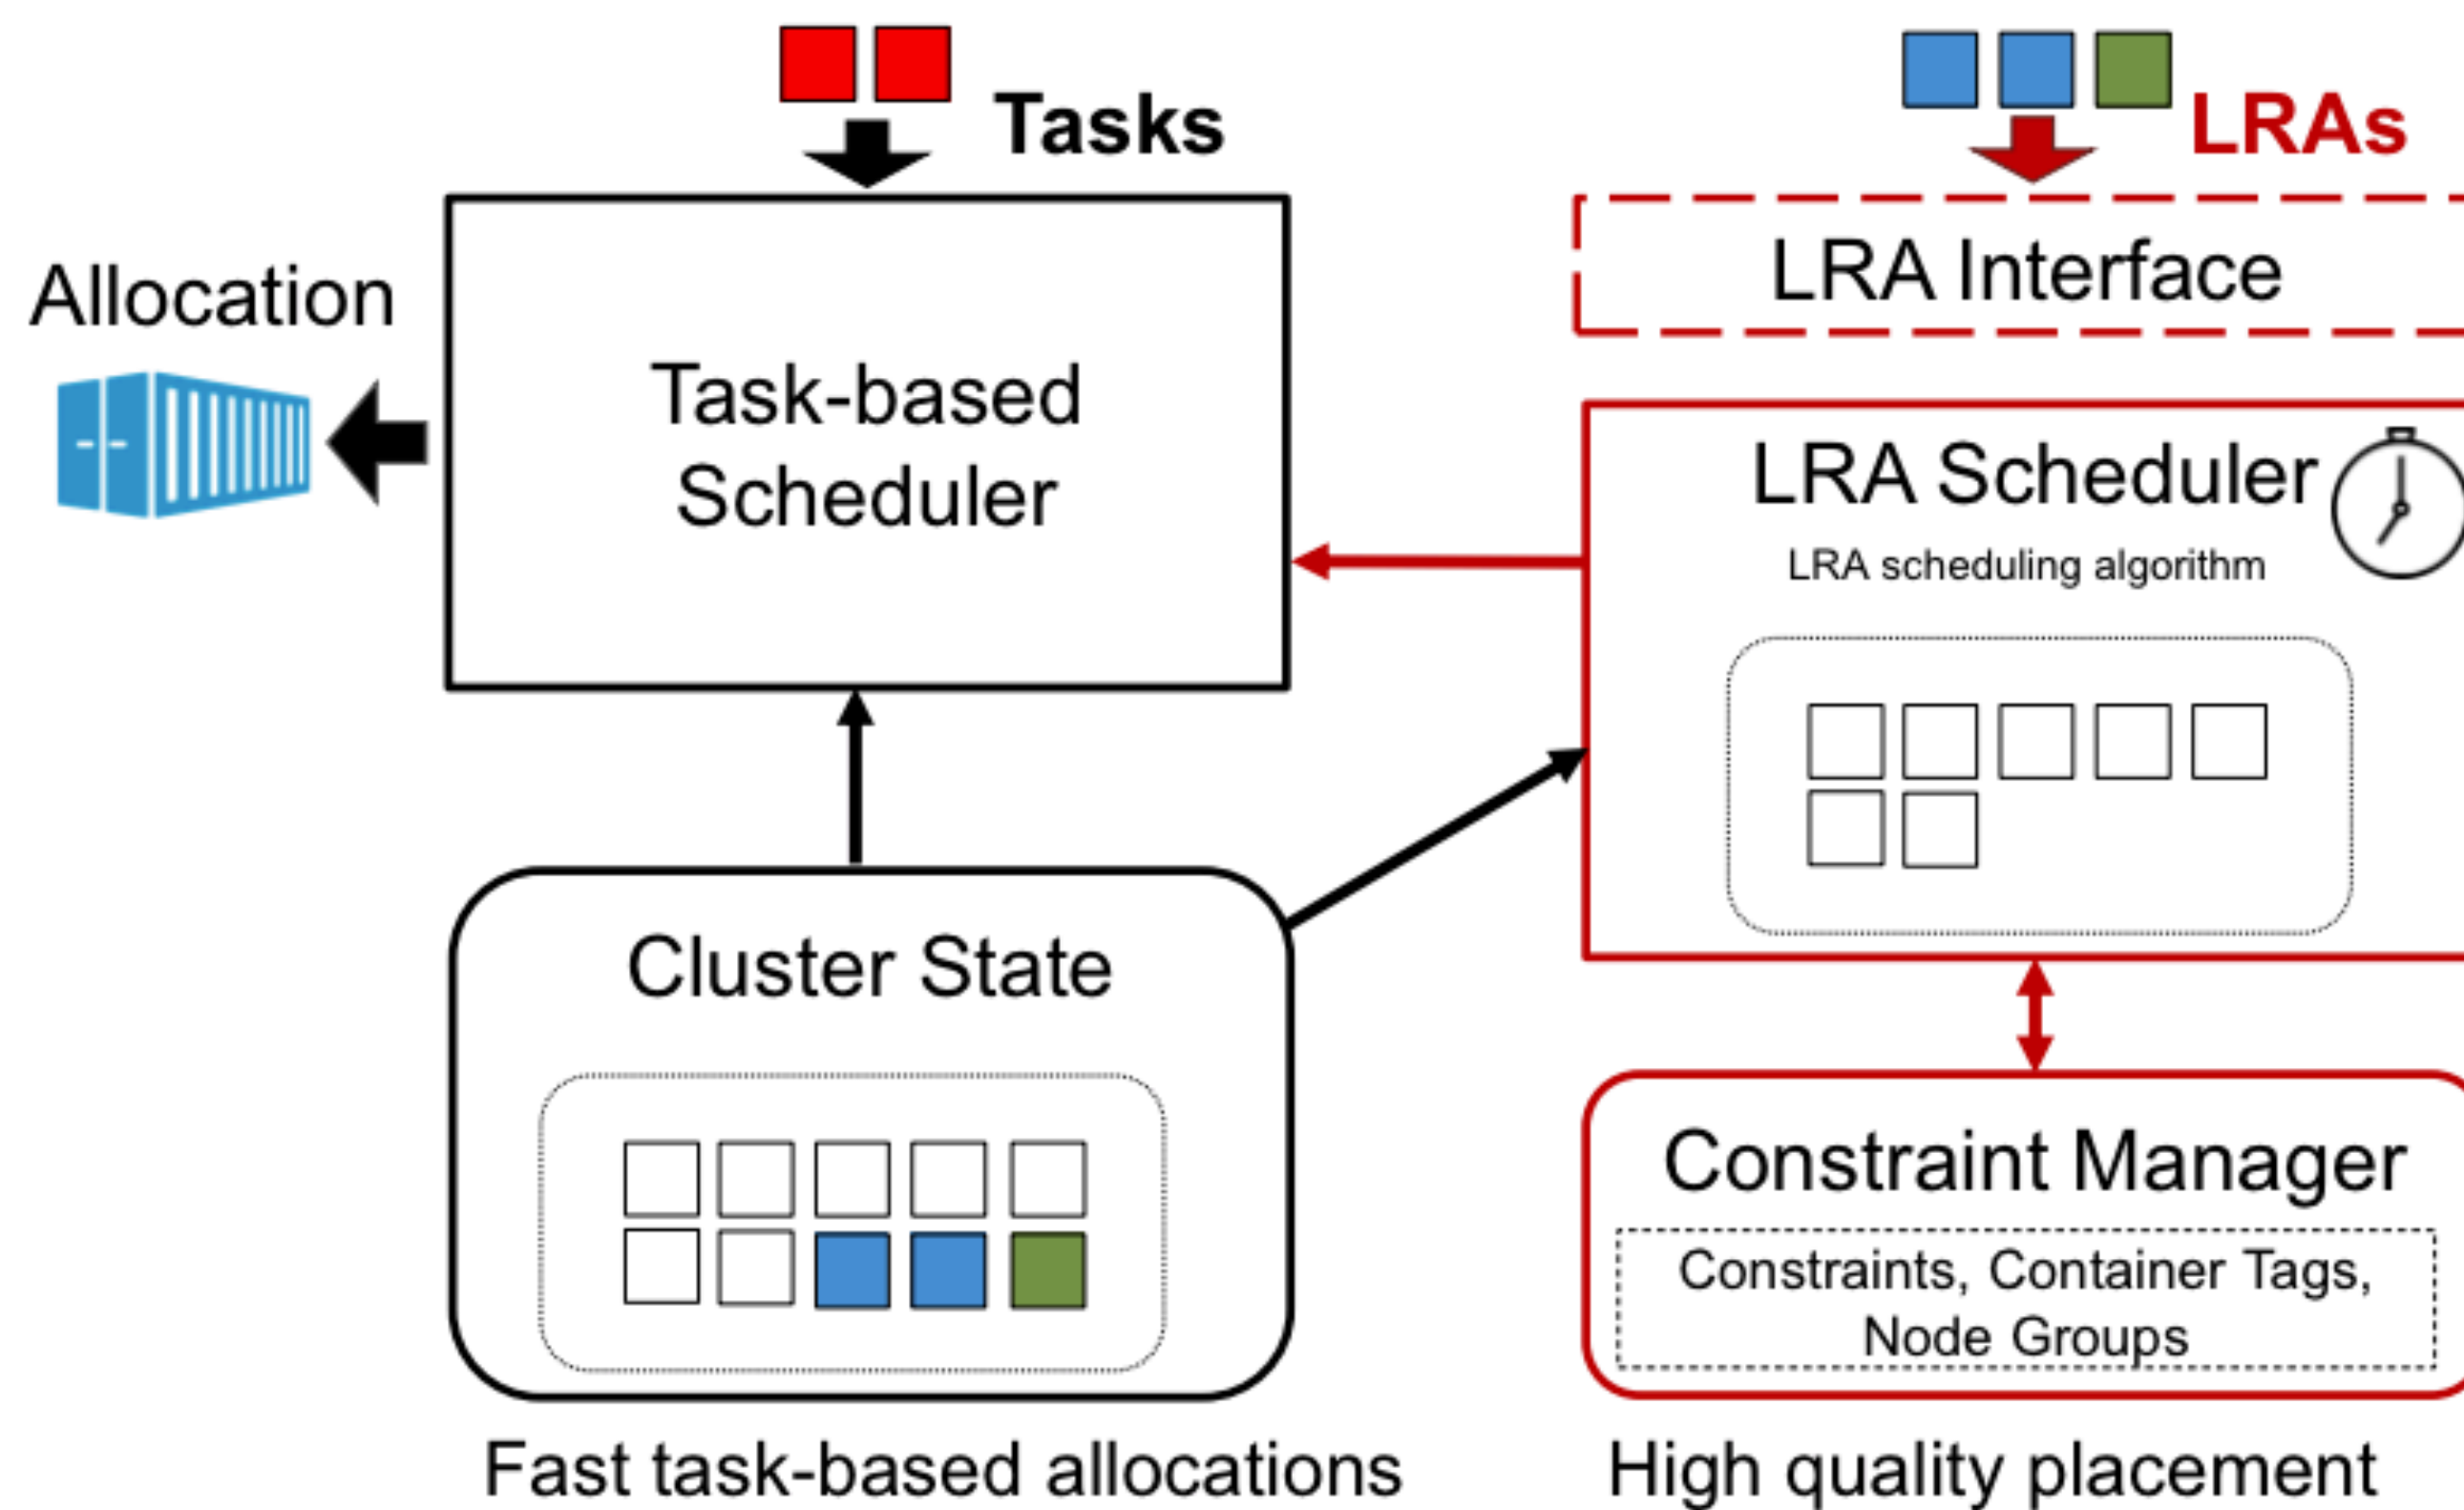 Tasks
LRAs
Allocation
Task-based
Scheduler
LRA Interface
LRA Scheduler
LRA scheduling algorithm
Cluster State
Constraint Manager
Constraints, Container Tags,
Node Groups
Fast task-based allocations
High quality placement